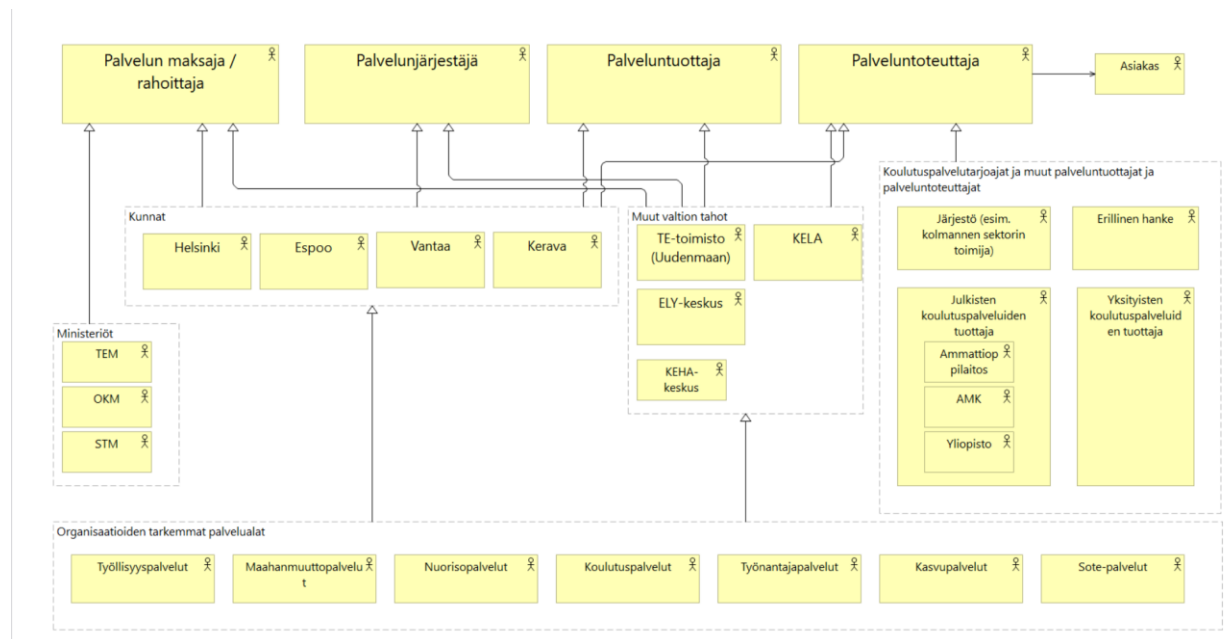 Palvelun maksaja /
rahoittaja
Palvelunjärjestäjä
Palveluntuottaja
Palveluntoteuttaja
Asiakas
Koulutuspalvelutarjoajat ja muut palveluntuottajat ja
palveluntoteuttajat
Kunnat
Helsinki
Espoo
Vantaa
Kerava
Muut valtion tahot
TE-toimisto
(Uudenmaan)
KELA
ELY-keskus
KEHA-
keskus
Järjestö (esim.
kolmannen sektorin
toimija)
Erillinen hanke
Julkisten
koulutuspalveluiden
tuottaja
Ammattiop
pilaitos
AMK
Yliopisto
Yksityisten
koulutuspalveluid
en tuottaja
Ministeriöt
TEM
OKM
STM
Organisaatioiden tarkemmat palvelualat
Työllisyyspalvelut
Maahanmuuttopalvelu
t
Nuorisopalvelut
Koulutuspalvelut
Työnantajapalvelut
Kasvupalvelut
Sote-palvelut